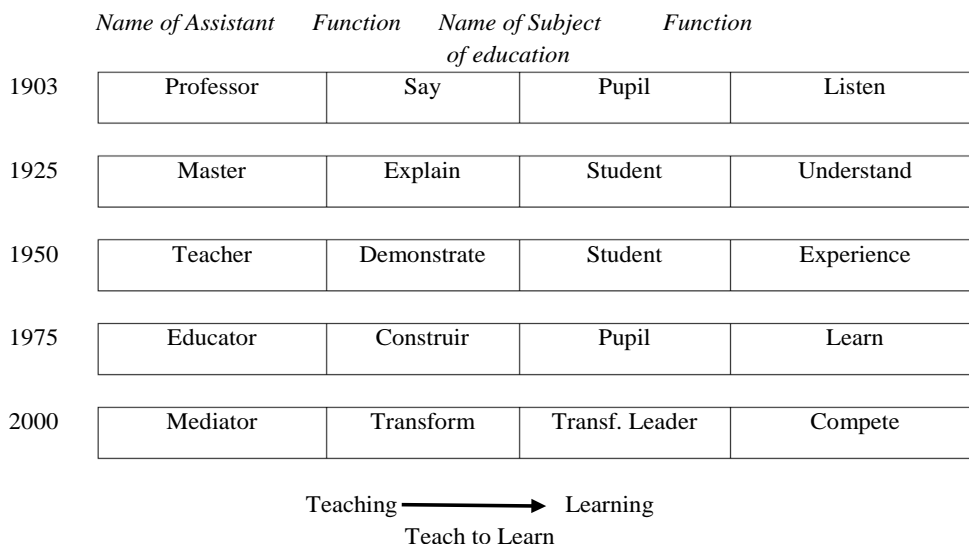 Name of Assistant Function Name of Subject Function
of education
1903 Professor Say Pupil Listen
1925 Master Explain Student Understand
1950 Teacher Demonstrate Student Experience
1975 Educator Construir Pupil Learn
2000 Mediator Transform Transf. Leader Compete
Teaching Learning
Teach to Learn